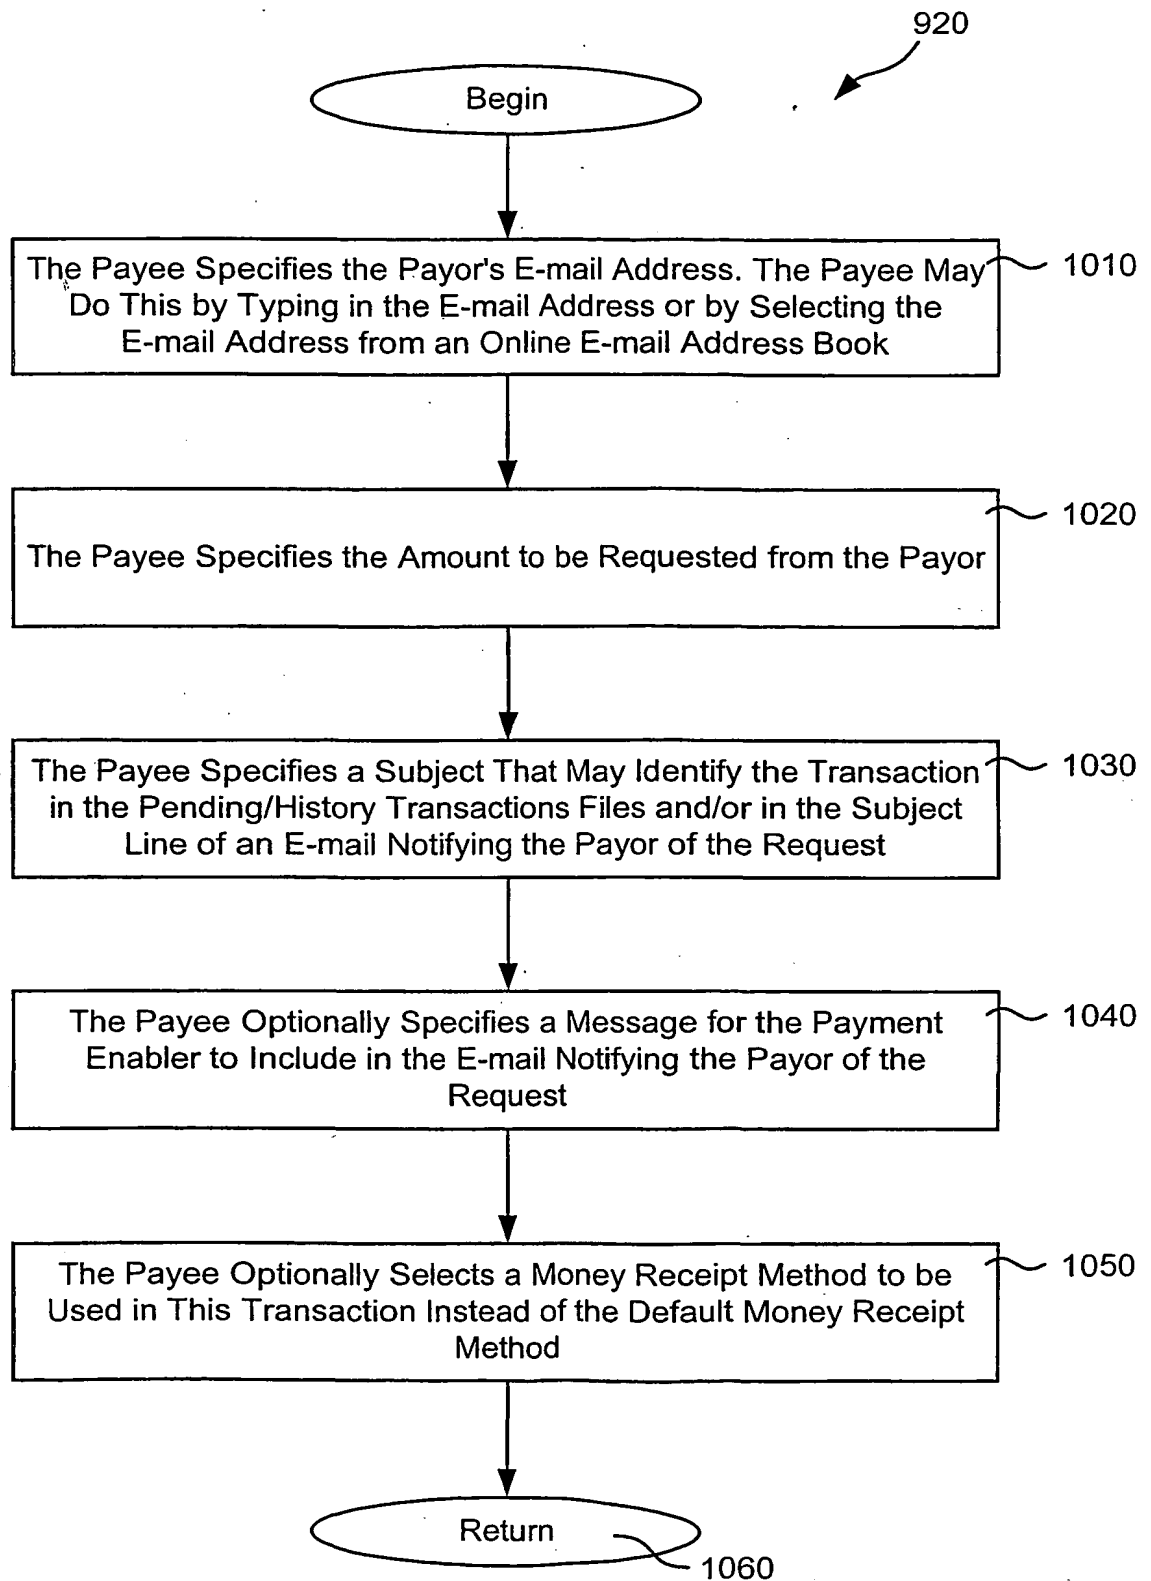 920
Begin
The Payee Specifies the Payor's E-mail Address. The Payee May
Do This by Typing in the E-mail Address or by Selecting the
E-mail Address from an Online E-mail Address Book
1010
The Payee Specifies the Amount to be Requested from the Payor
1020
The Payee Specifies a Subject That May Identify the Transaction
in the Pending/History Transactions Files and/or in the Subject
Line of an E-mail Notifying the Payor of the Request
1030
The Payee Optionally Specifies a Message for the Payment
Enabler to Include in the E-mail Notifying the Payor of the
Request
1040
The Payee Optionally Selects a Money Receipt Method to be
Used in This Transaction Instead of the Default Money Receipt
Method
1050
Return
1060